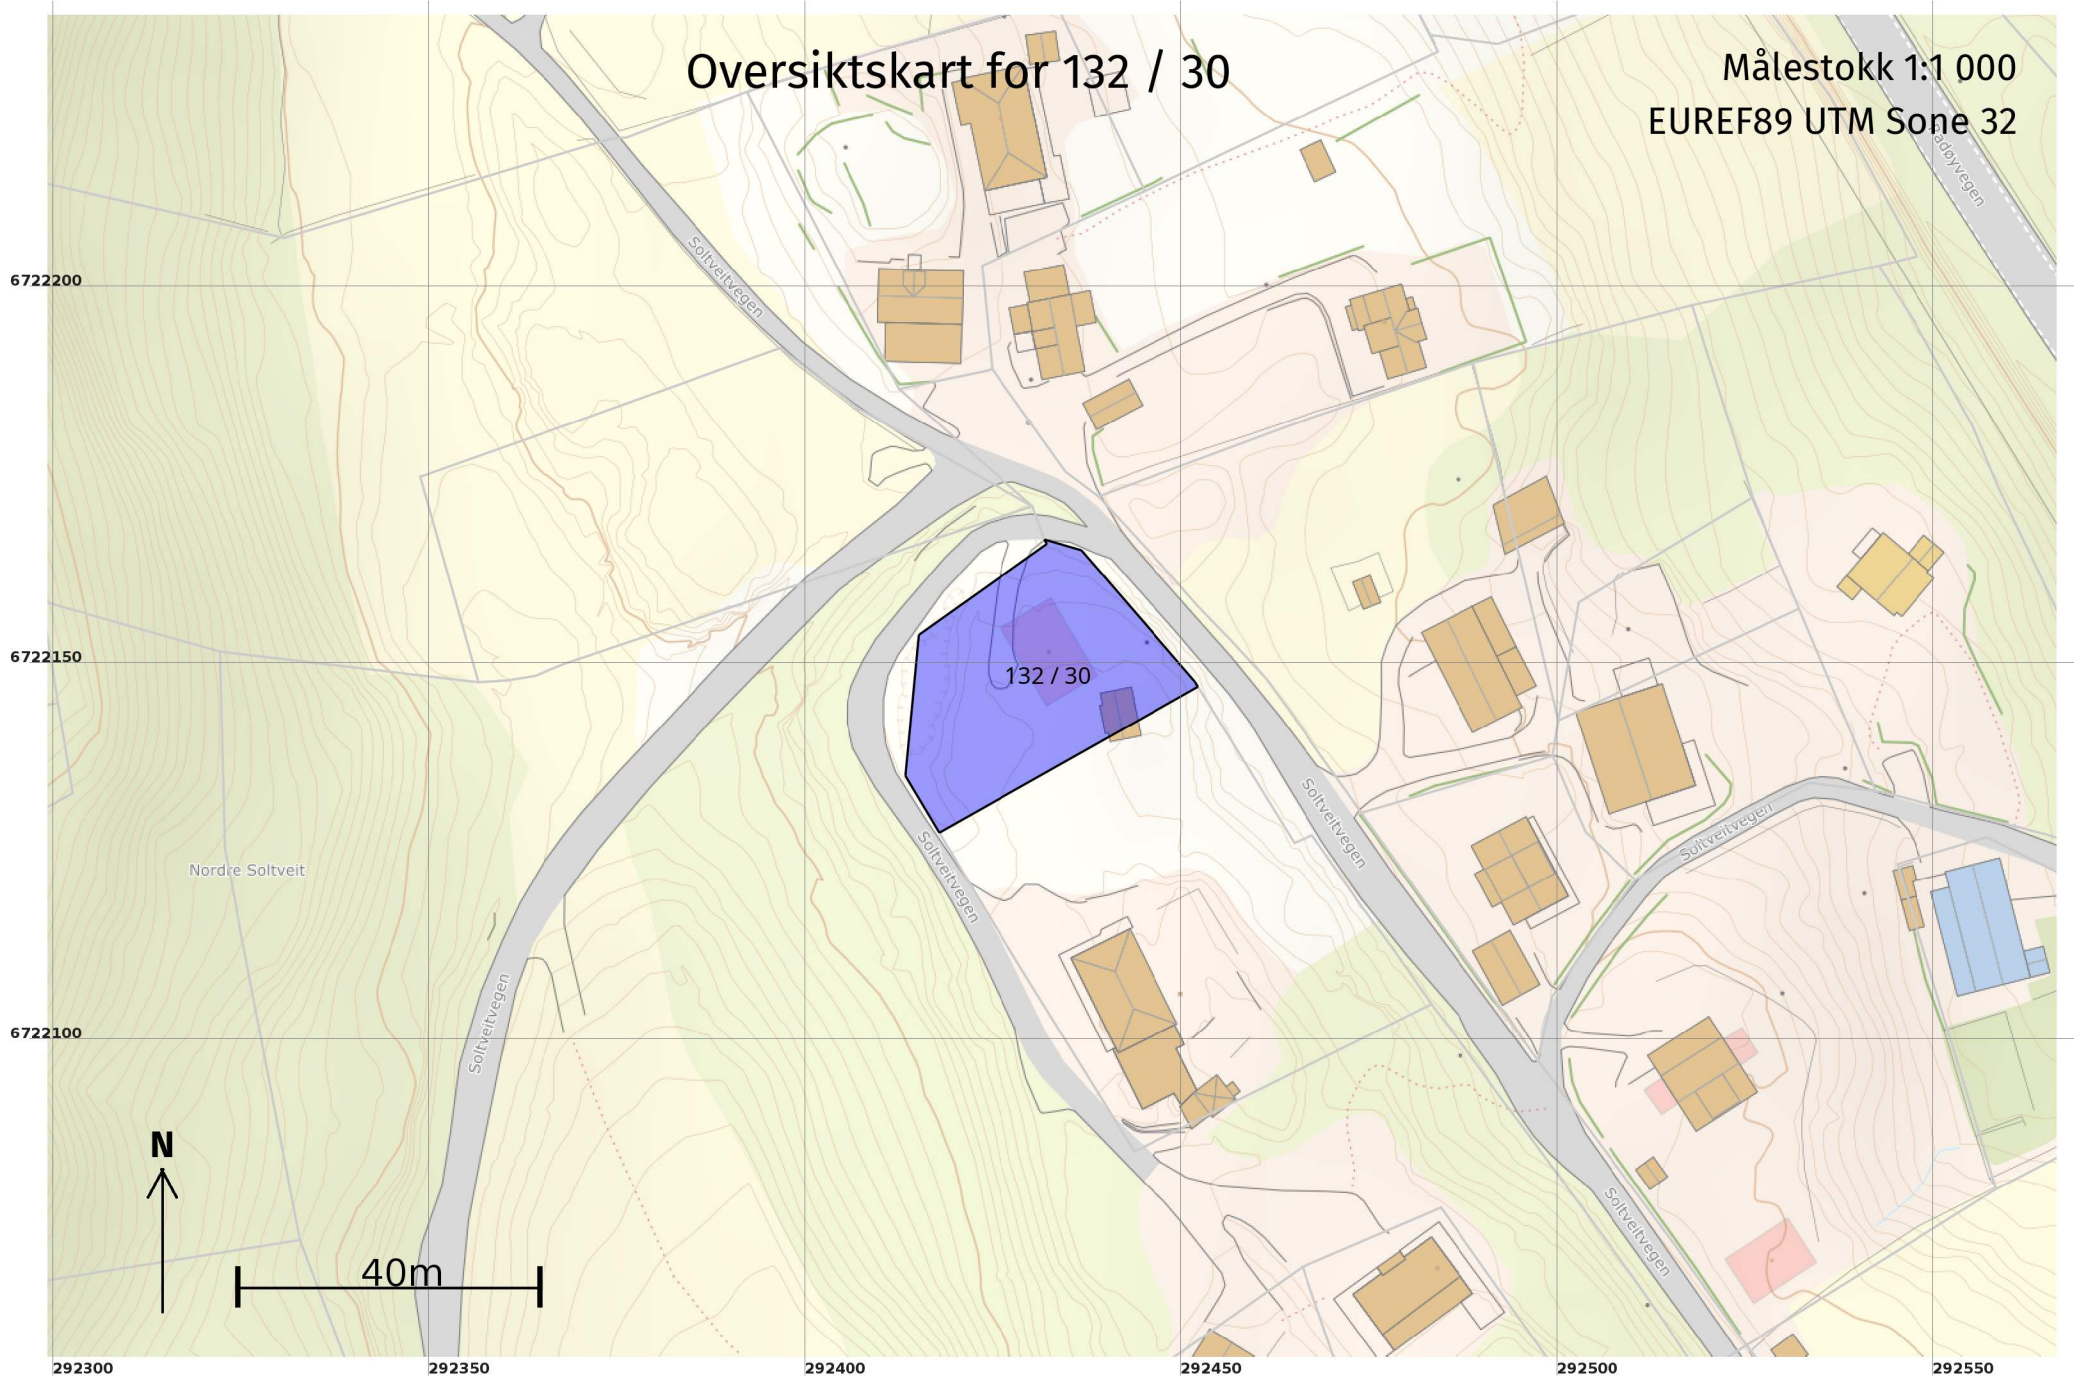 Oversiktskart for 132 / 30
Målestokk 1:1 000
EUREF89 UTM Sone 32
Soltveitvegen
6722200
6722150
132 / 30
Soltveitvegen
Soltveitvegen
Soltveitvegen
Nordre Soltveit
Soltveitvegen
6722100
N
Soltveitvegen
40m
292300
292350
292400
292450
292500
292550